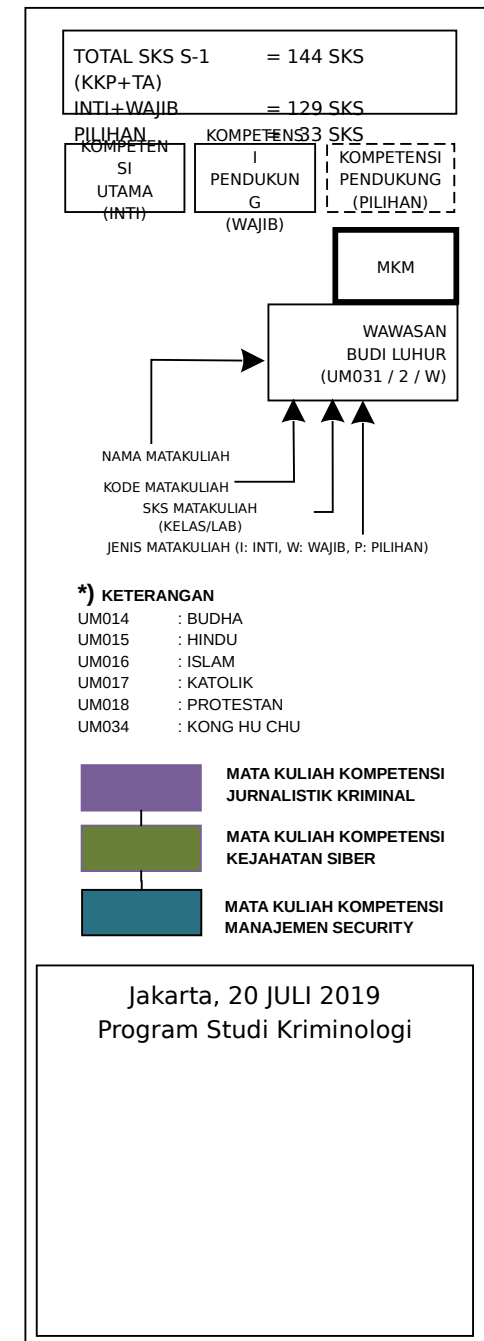 TOTAL SKS S-1 = 144 SKS
(KKP+TA)
INTI+WAJIB = 129 SKS
PILIHAN = 33 SKS
KOMPETEN
SI
UTAMA
(INTI)
KOMPETENS
I
PENDUKUN
G
(WAJIB)
KOMPETENSI
PENDUKUNG
(PILIHAN)
MKM
WAWASAN
BUDI LUHUR
(UM031 / 2 / W)
NAMA MATAKULIAH
KODE MATAKULIAH
SKS MATAKULIAH
(KELAS/LAB)
JENIS MATAKULIAH (I: INTI, W: WAJIB, P: PILIHAN)
*) KETERANGAN
UM014 : BUDHA
UM015 : HINDU
UM016 : ISLAM
UM017 : KATOLIK
UM018 : PROTESTAN
UM034 : KONG HU CHU
MATA KULIAH KOMPETENSI
JURNALISTIK KRIMINAL
MATA KULIAH KOMPETENSI
KEJAHATAN SIBER
MATA KULIAH KOMPETENSI
MANAJEMEN SECURITY
Jakarta, 20 JULI 2019
Program Studi Kriminologi